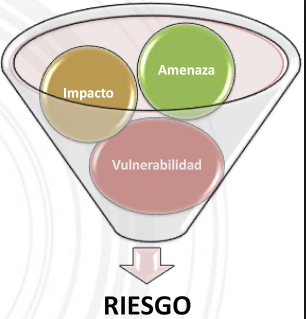 Amenaza
Impacto
Vulnerabilidad
RIESGO